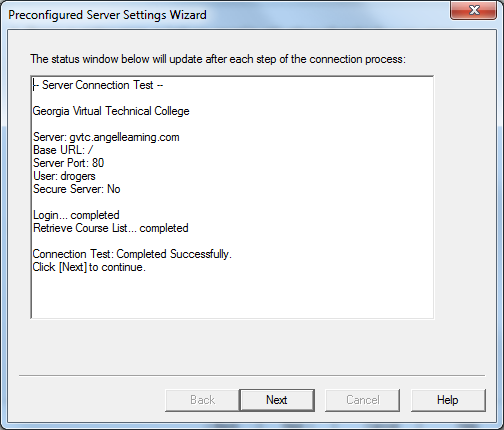 Preconfigured Server Settings Wizard
The status window below will update after each step of the connection process:
-- Server Connection Test --
Georgia Virtual Technical College
Server: gvtc.angellearning.com
Base URL: /
Server Port: 80
User: drogers
Secure Server: No
Login... completed
Retrieve Course List... completed
Connection Test: Completed Successfully.
Click [Next] to continue.
Back
Next
Cancel
Help